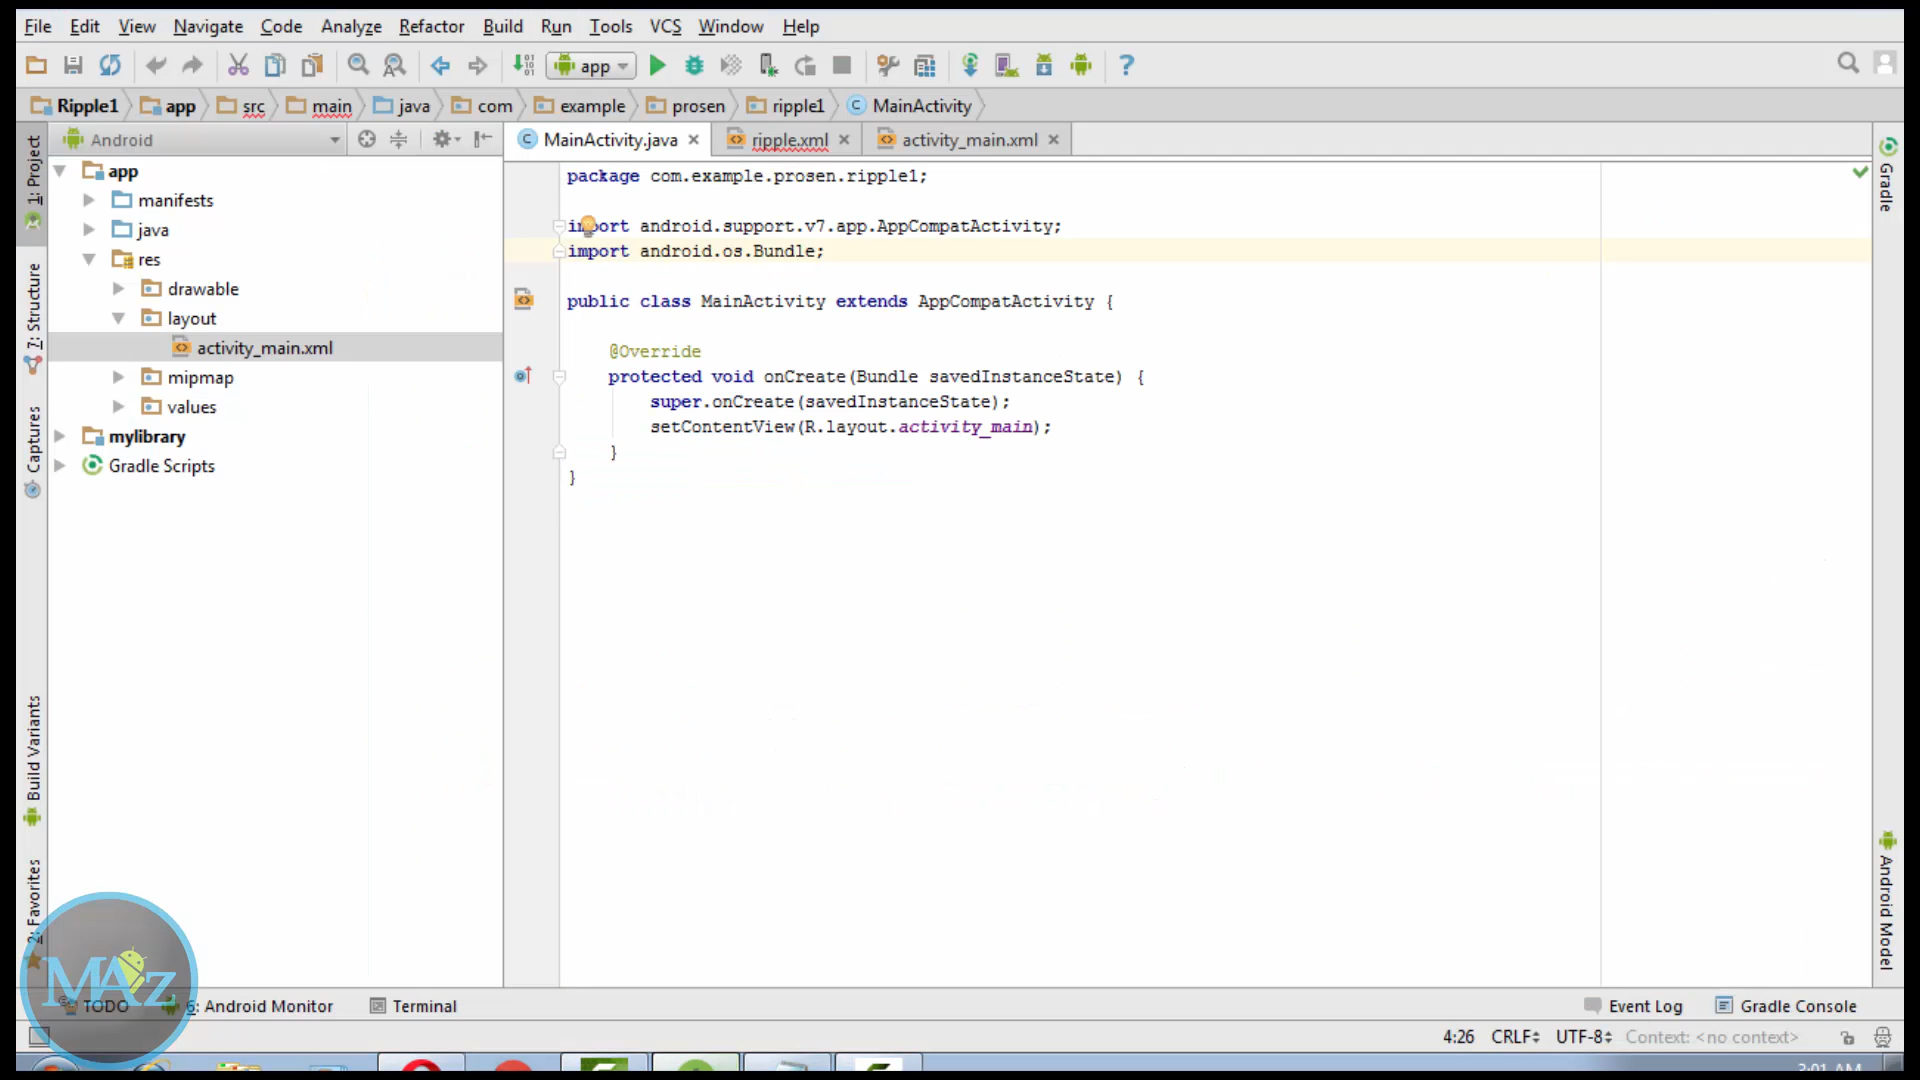 File Edit View Navigate Code Analyze Refactor Build Run Tools VCS Window Help
app
Ripple1 app src main java com example prosen ripple1 MainActivity
Android
MainActivity.java ripple.xml activity_main.xml
1: Project
7: Structure
Captures
Build Variants
2: Favorites
app
manifests
java
res
drawable
layout
activity_main.xml
mipmap
values
mylibrary
Gradle Scripts
package com.example.prosen.ripple1;
import android.support.v7.app.AppCompatActivity;
import android.os.Bundle;
public class MainActivity extends AppCompatActivity {
@Override
protected void onCreate(Bundle savedInstanceState) {
super.onCreate(savedInstanceState);
setContentView(R.layout.activity_main);
}
}
Gradle
Android Model
MAZ
TODO 6: Android Monitor Terminal Event Log Gradle Console
4:26 CRLF UTF-8 Context: <no context>
3:01 AM